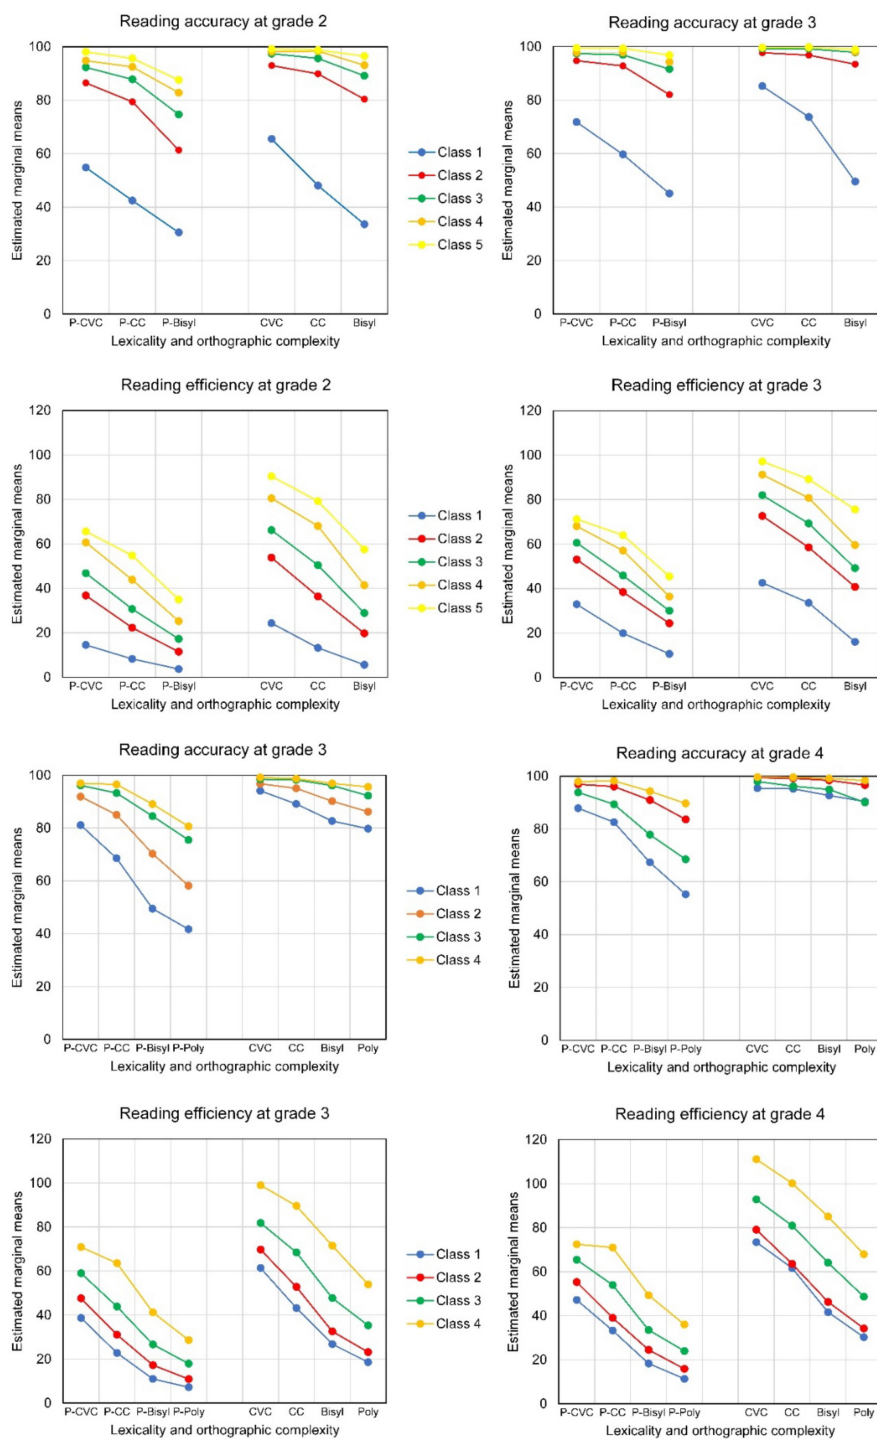 Reading accuracy at grade 2
Estimated marginal means
100
80
60
40
20
0
P-CVC P-CC P-Bisyl CVC CC Bisyl
Lexicality and orthographic complexity
Class 1
Class 2
Class 3
Class 4
Class 5
Reading accuracy at grade 3
Estimated marginal means
100
80
60
40
20
0
P-CVC P-CC P-Bisyl CVC CC Bisyl
Lexicality and orthographic complexity
Reading efficiency at grade 2
Estimated marginal means
120
100
80
60
40
20
0
P-CVC P-CC P-Bisyl CVC CC Bisyl
Lexicality and orthographic complexity
Class 1
Class 2
Class 3
Class 4
Class 5
Reading efficiency at grade 3
Estimated marginal means
120
100
80
60
40
20
0
P-CVC P-CC P-Bisyl CVC CC Bisyl
Lexicality and orthographic complexity
Reading accuracy at grade 3
Estimated marginal means
100
80
60
40
20
0
P-CVC P-CC P-Bisyl P-Poly CVC CC Bisyl Poly
Lexicality and orthographic complexity
Class 1
Class 2
Class 3
Class 4
Reading accuracy at grade 4
Estimated marginal means
100
80
60
40
20
0
P-CVC P-CC P-Bisyl P-Poly CVC CC Bisyl Poly
Lexicality and orthographic complexity
Reading efficiency at grade 3
Estimated marginal means
120
100
80
60
40
20
0
P-CVC P-CC P-Bisyl P-Poly CVC CC Bisyl Poly
Lexicality and orthographic complexity
Class 1
Class 2
Class 3
Class 4
Reading efficiency at grade 4
Estimated marginal means
120
100
80
60
40
20
0
P-CVC P-CC P-Bisyl P-Poly CVC CC Bisyl Poly
Lexicality and orthographic complexity